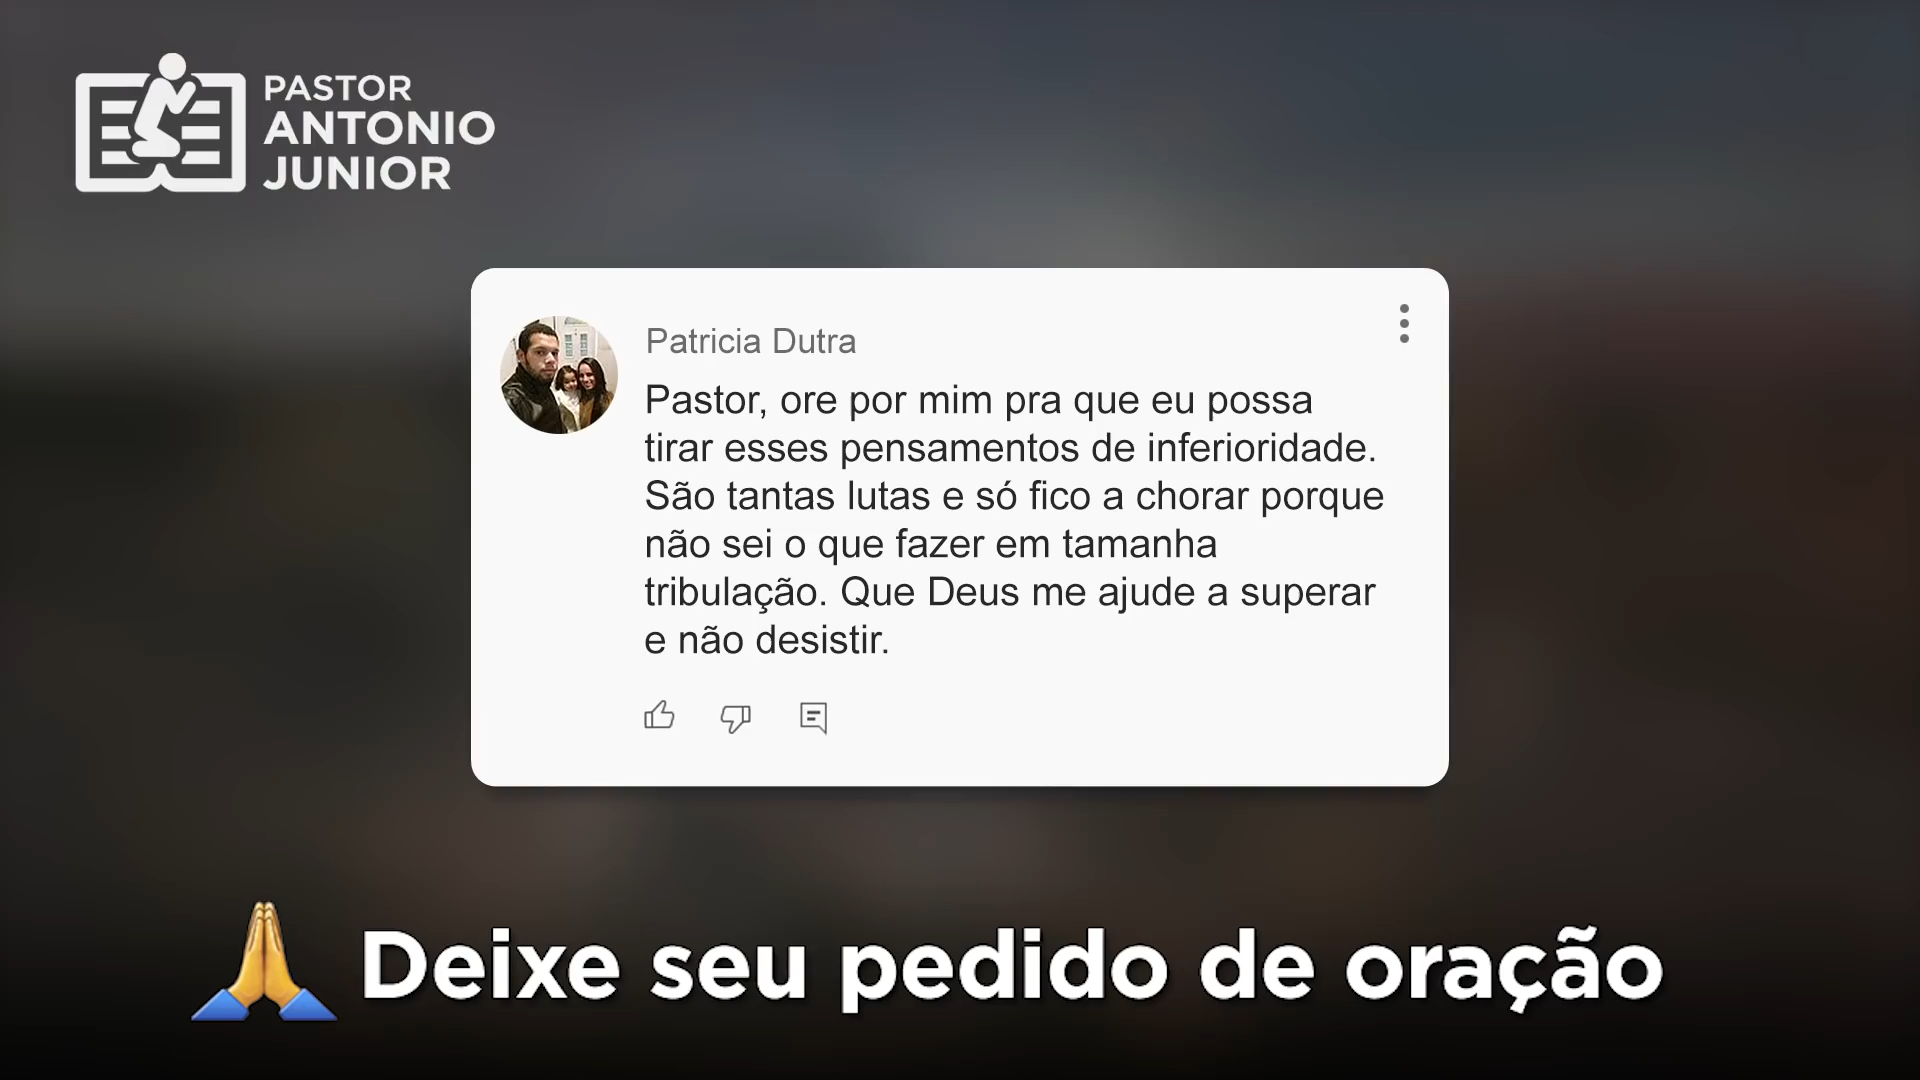 PASTOR
ANTONIO
JUNIOR
Patricia Dutra
Pastor, ore por mim pra que eu possa
tirar esses pensamentos de inferioridade.
São tantas lutas e só fico a chorar porque
não sei o que fazer em tamanha
tribulação. Que Deus me ajude a superar
e não desistir.
🙏 Deixe seu pedido de oração